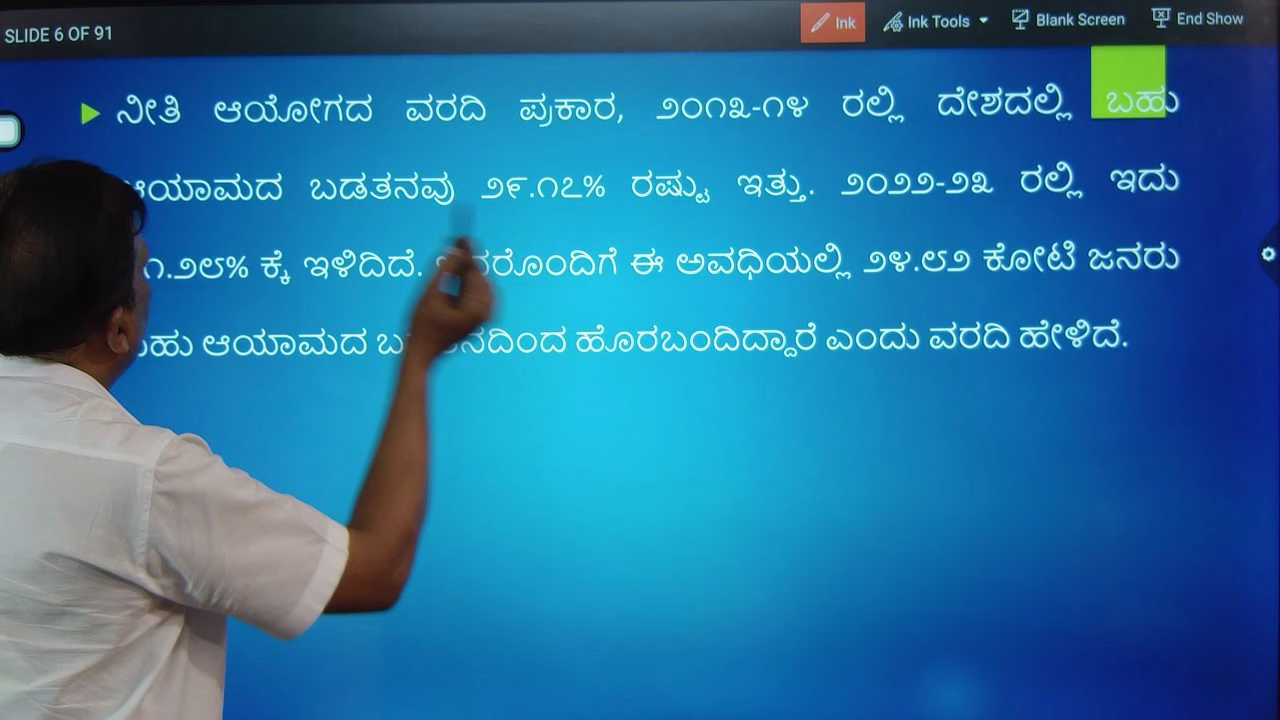 SLIDE 6 OF 91
Ink
Ink Tools
Blank Screen
End Show
ನೀತಿ ಆಯೋಗದ ವರದಿ ಪ್ರಕಾರ, ೨೦೧೩-೧೪ ರಲ್ಲಿ ದೇಶದಲ್ಲಿ ಬಹು
ಆಯಾಮದ ಬಡತನವು ೨೯.೧೭% ರಷ್ಟು ಇತ್ತು. ೨೦೨೨-೨೩ ರಲ್ಲಿ ಇದು
೧.೨೮% ಕ್ಕೆ ಇಳಿದಿದೆ. ಈ ಅವಧಿಯಲ್ಲಿ ೨೪.೮೨ ಕೋಟಿ ಜನರು
ಬಹು ಆಯಾಮದ ಹೊರಬಂದಿದ್ದಾರೆ ಎಂದು ವರದಿ ಹೇಳಿದೆ.